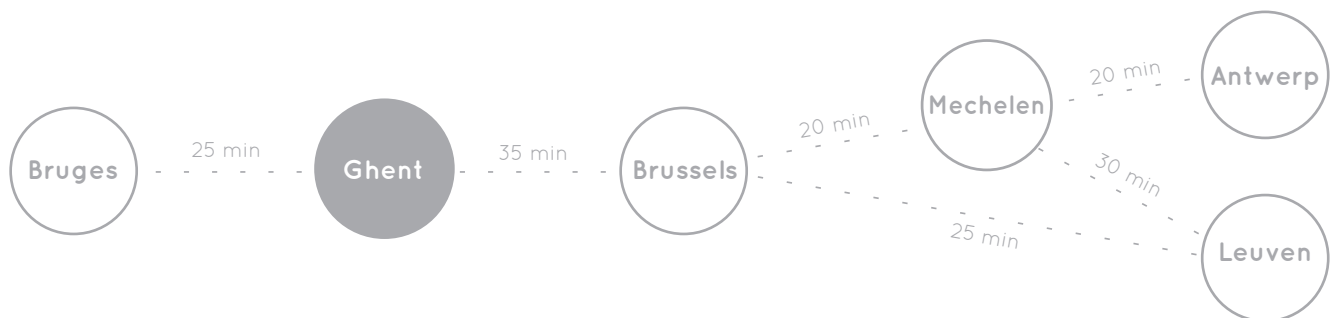 Bruges
25 min
Ghent
35 min
Brussels
20 min
Mechelen
20 min
Antwerp
30 min
25 min
Leuven